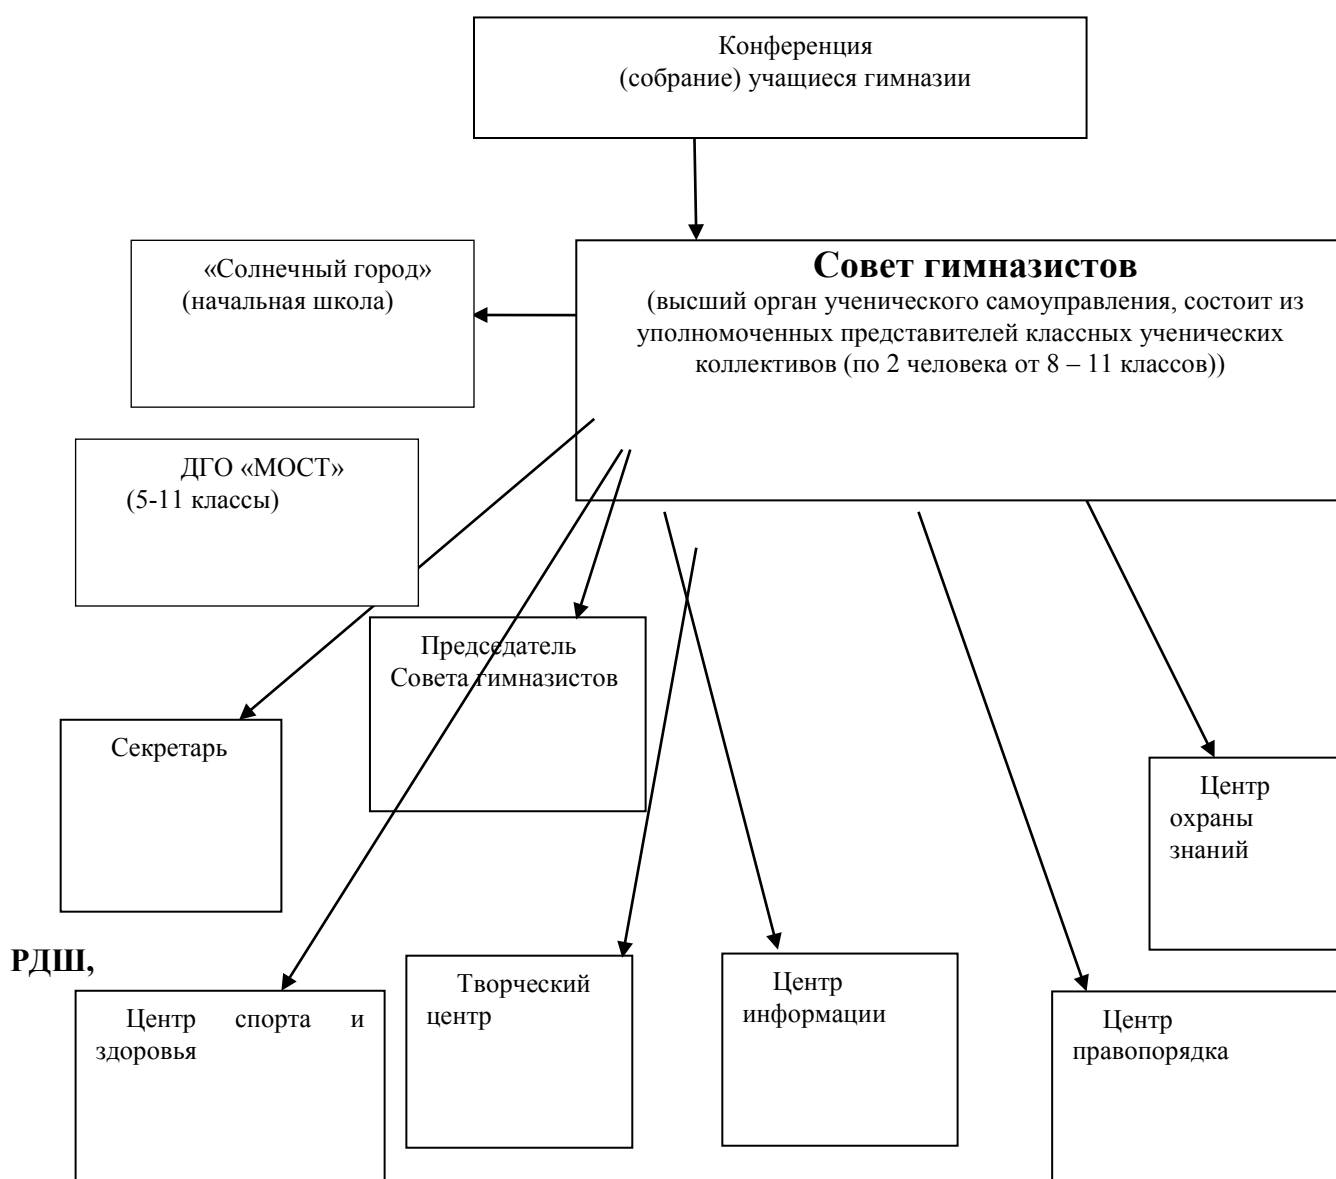 Конференция
(собрание) учащиеся гимназии
«Солнечный город»
(начальная школа)
Совет гимназистов
(высший орган ученического самоуправления, состоит из
уполномоченных представителей классных ученических
коллективов (по 2 человека от 8 – 11 классов))
ДГО «МОСТ»
(5-11 классы)
Председатель
Совета гимназистов
Секретарь
Центр
охраны
знаний
РДШ,
Центр спорта и
здоровья
Творческий
центр
Центр
информации
Центр
правопорядка